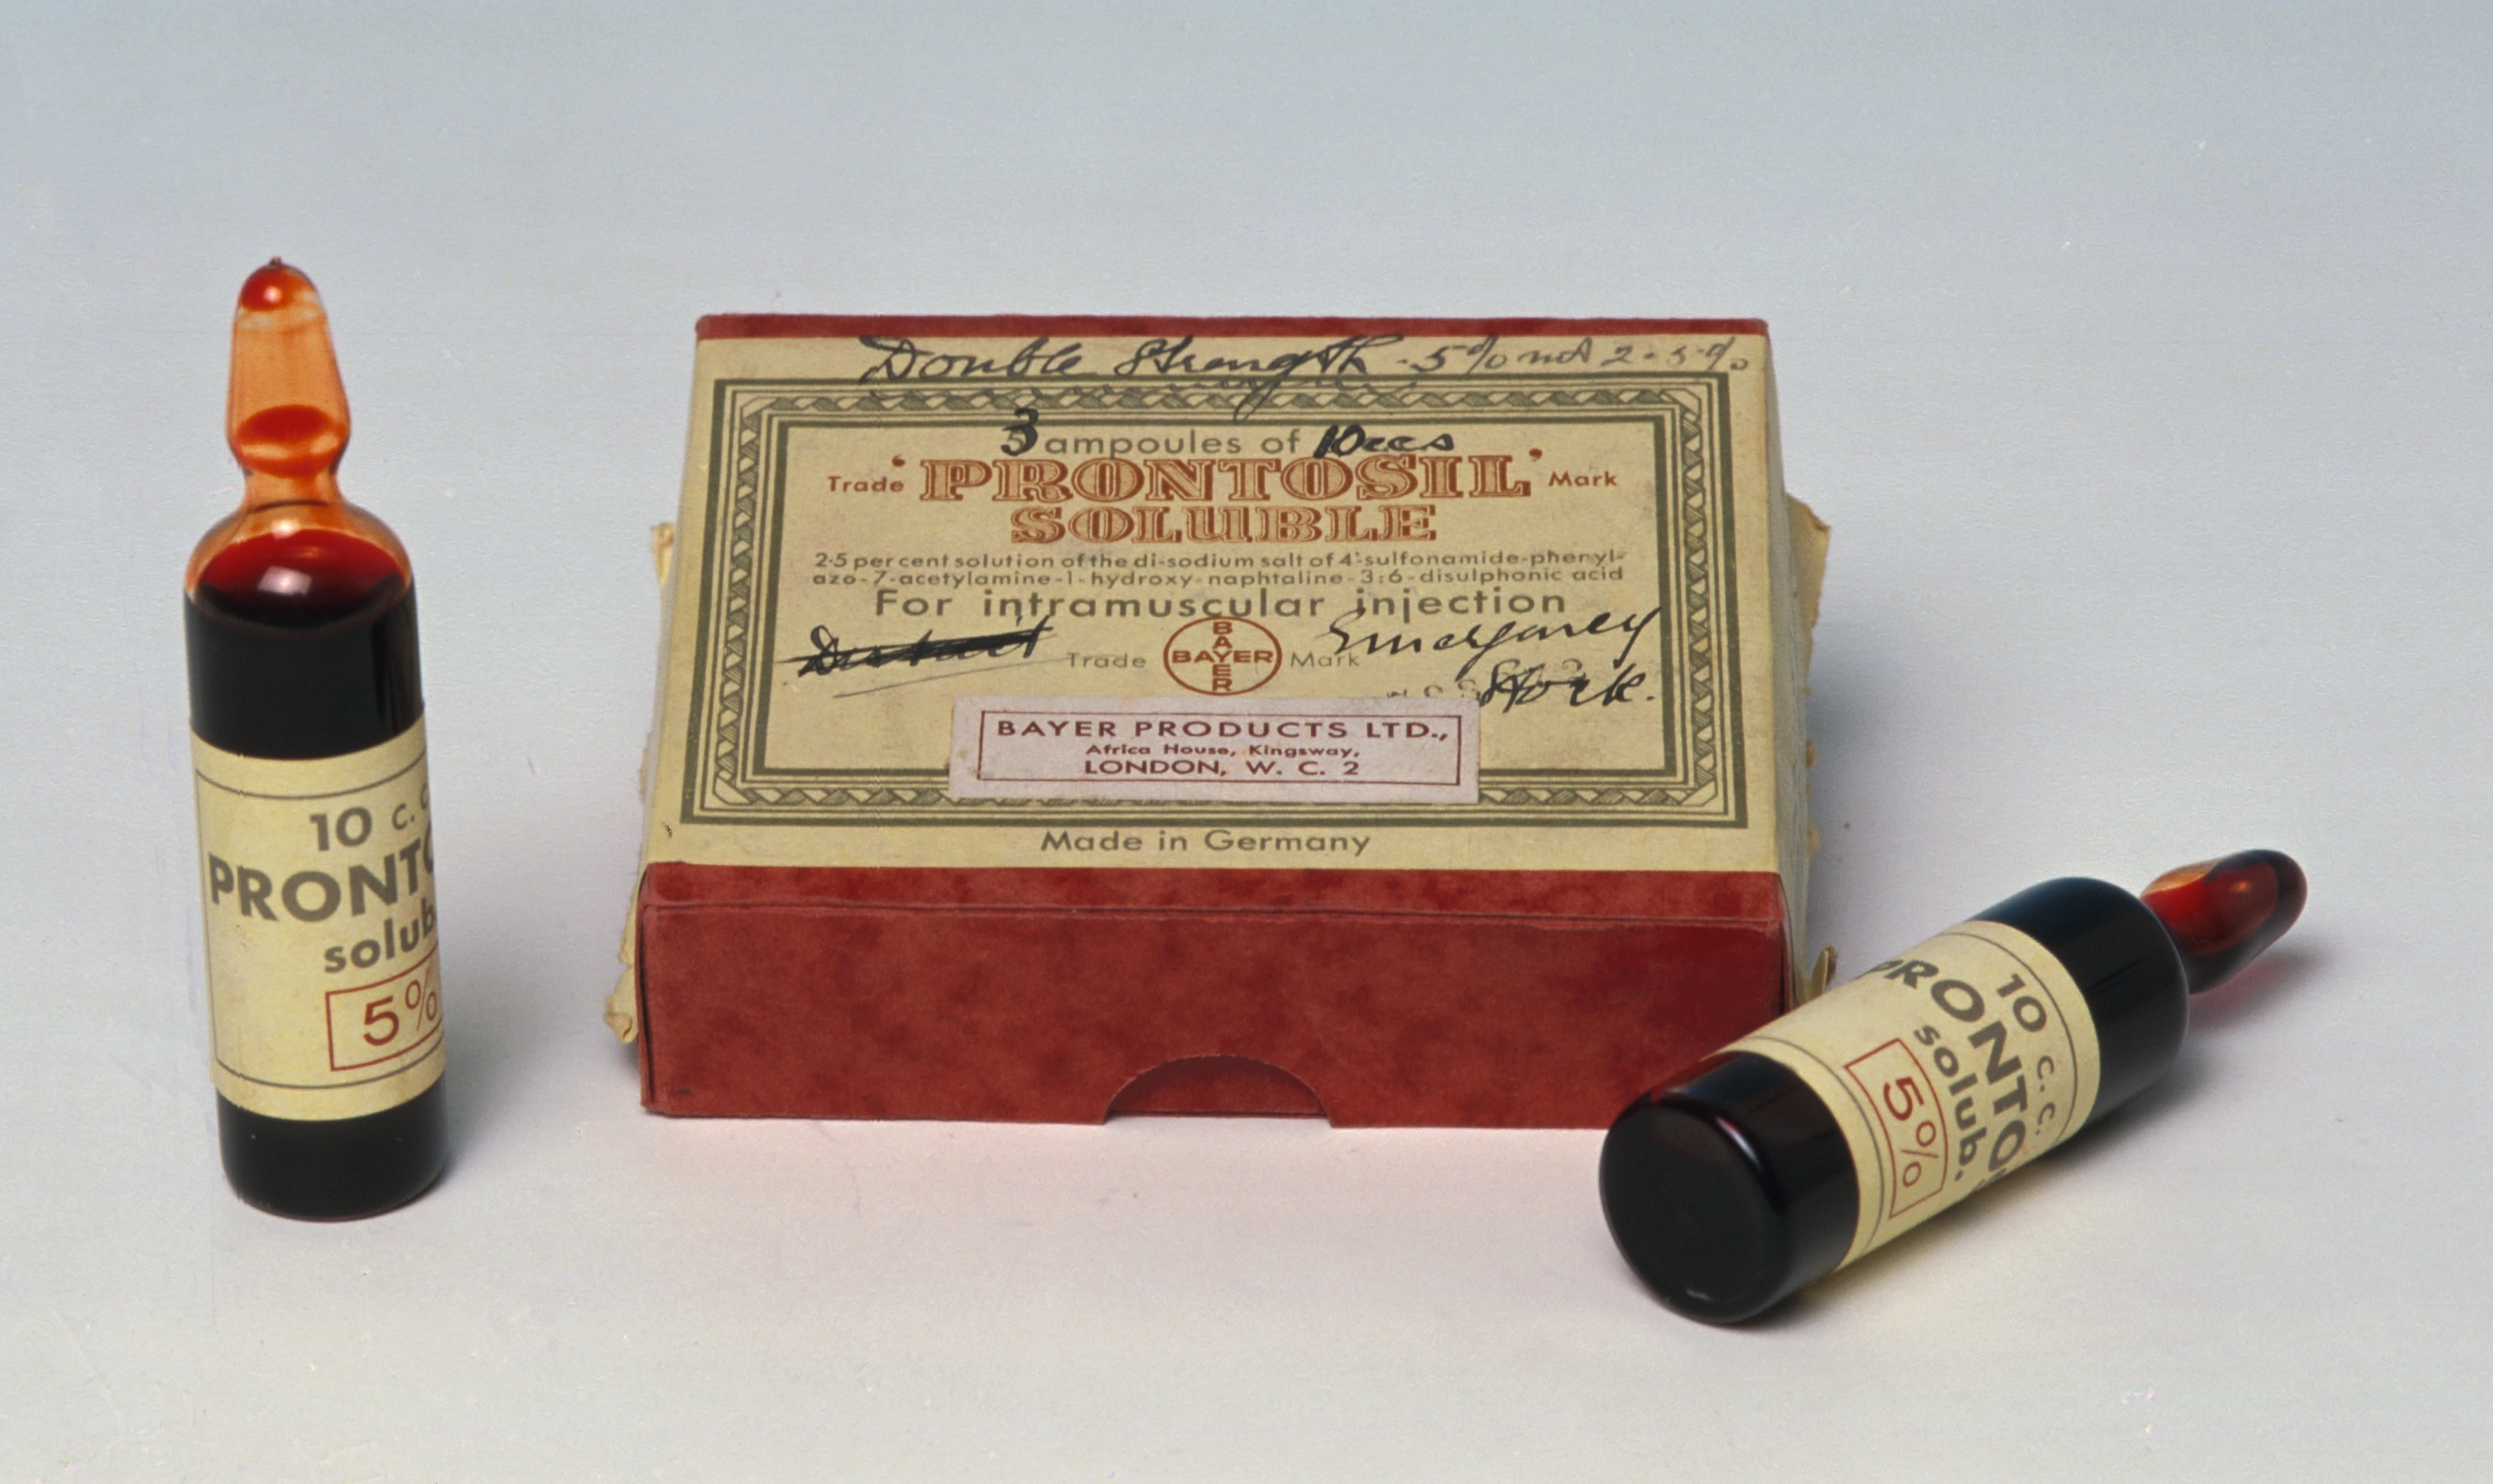 10 c. c
PRONTO
solub.
5%
Double Strength - 5% not 2.5%
3 ampoules of 10ccs
Trade 'PRONTOSIL' Mark
SOLUBLE
2·5 per cent solution of the di-sodium salt of 4'-sulfonamide-phenyl-
azo-7-acetylamine-1-hydroxy-naphtaline-3:6-disulphonic acid
For intramuscular injection
Emergency
Trade BAYER BAYER Mark
Stock.
BAYER PRODUCTS LTD.,
Africa House, Kingsway,
LONDON, W. C. 2
Made in Germany
10 c. c.
PRONTO
solub.
5%